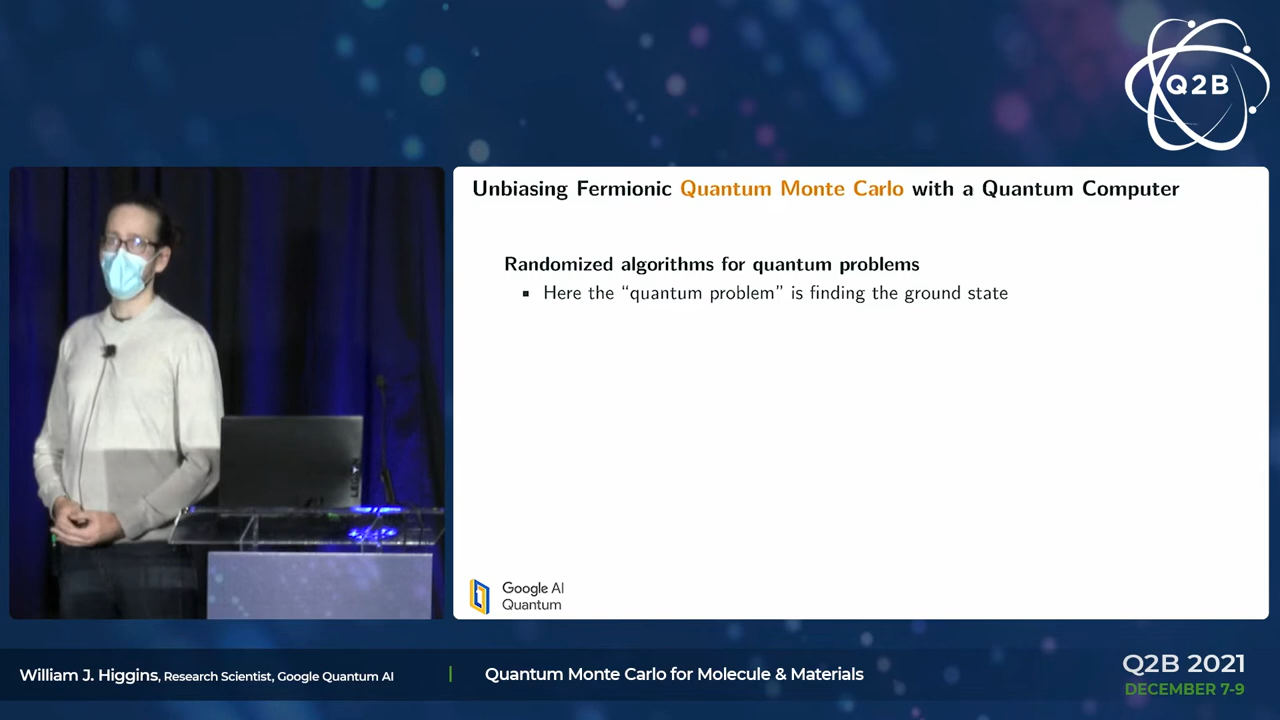 Q2B
Unbiasing Fermionic Quantum Monte Carlo with a Quantum Computer
Randomized algorithms for quantum problems
▪ Here the “quantum problem” is finding the ground state
LEGION
Google AI
Quantum
William J. Higgins, Research Scientist, Google Quantum AI | Quantum Monte Carlo for Molecule & Materials
Q2B 2021
DECEMBER 7-9